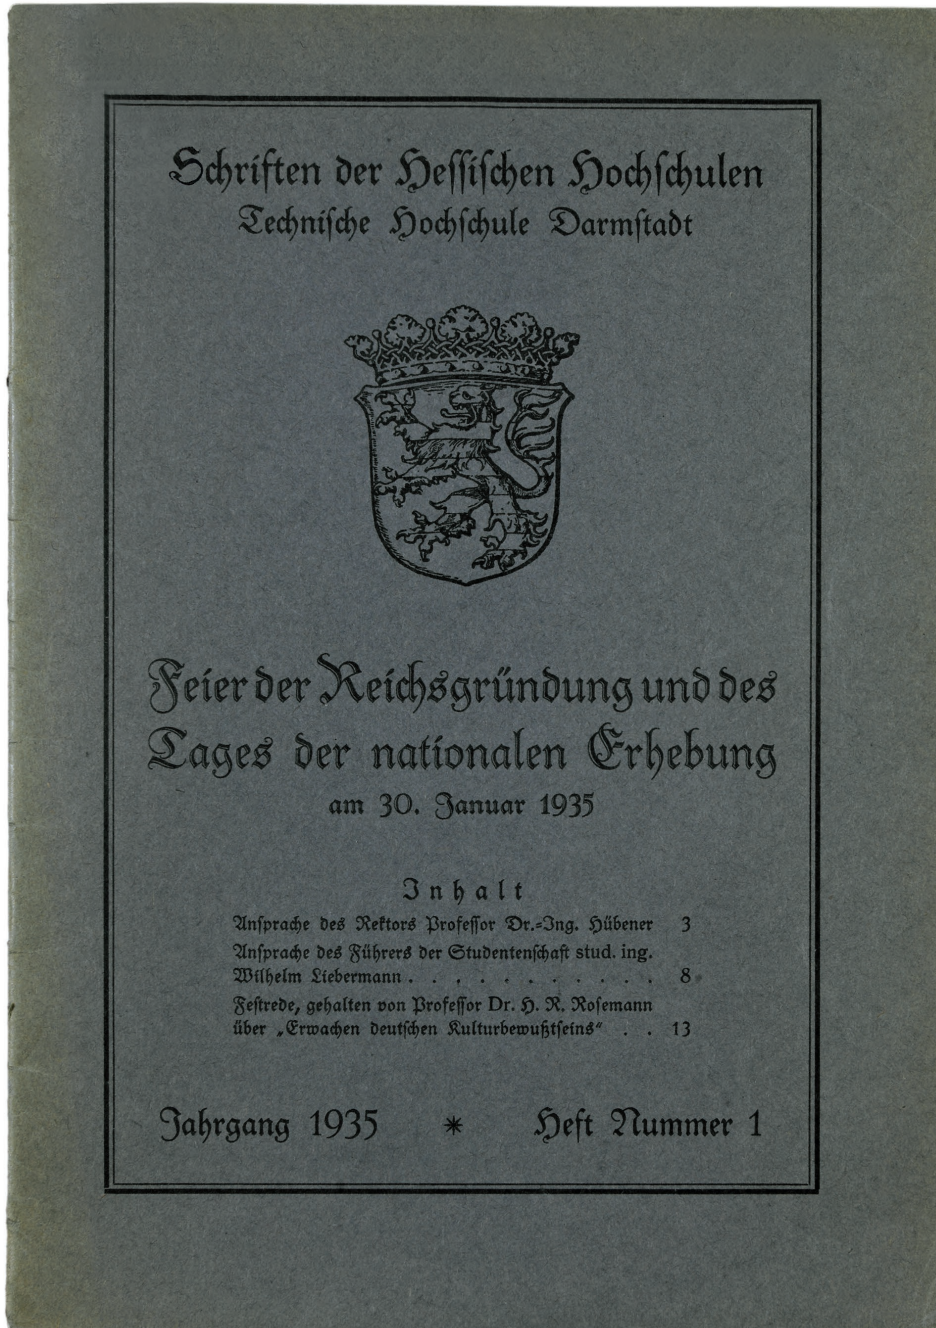 Schriften der Hessischen Hochschulen
Technische Hochschule Darmstadt
Feier der Reichsgründung und des
Tages der nationalen Erhebung
am 30. Januar 1935
Inhalt
Ansprache des Rektors Professor Dr.=Ing. Hübener 3
Ansprache des Führers der Studentenschaft stud. ing.
Wilhelm Liebermann . . . . . . . . . . . 8
Festrede, gehalten von Professor Dr. H. R. Rosemann
über „Erwachen deutschen Kulturbewußtseins“ . . 13
Jahrgang 1935 * Heft Nummer 1